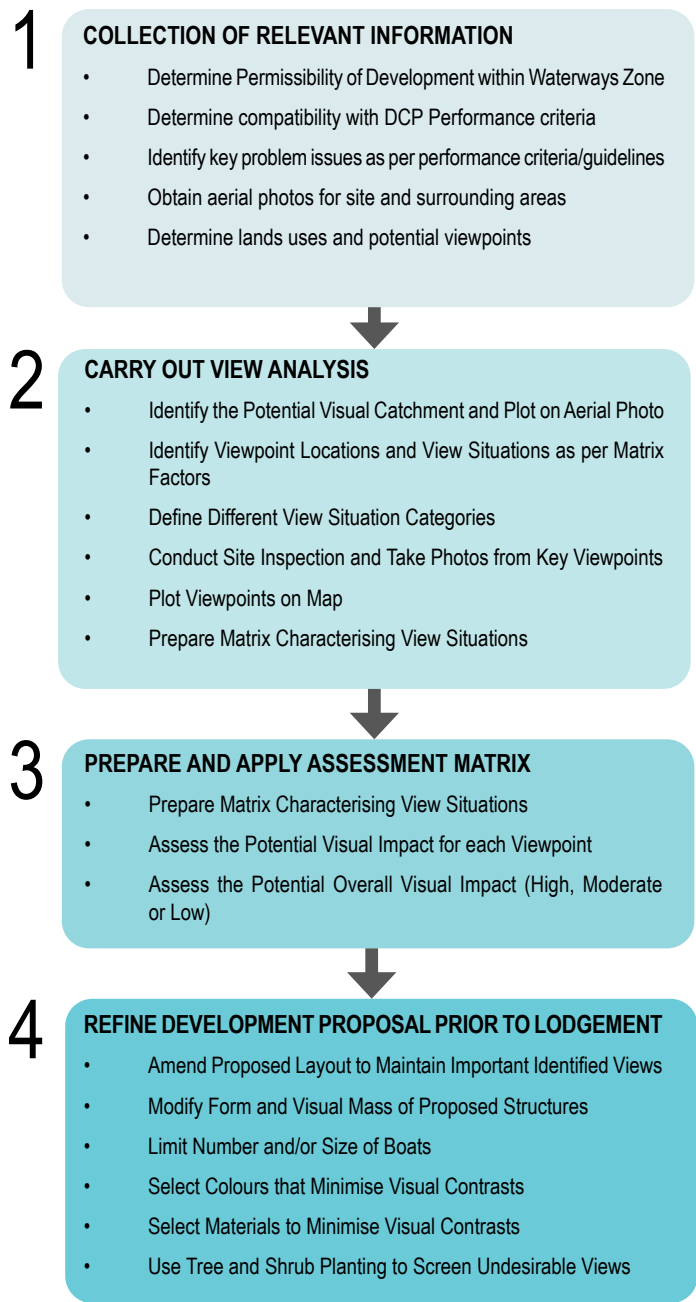 1
COLLECTION OF RELEVANT INFORMATION
• Determine Permissibility of Development within Waterways Zone
• Determine compatibility with DCP Performance criteria
• Identify key problem issues as per performance criteria/guidelines
• Obtain aerial photos for site and surrounding areas
• Determine lands uses and potential viewpoints
2
CARRY OUT VIEW ANALYSIS
• Identify the Potential Visual Catchment and Plot on Aerial Photo
• Identify Viewpoint Locations and View Situations as per Matrix
Factors
• Define Different View Situation Categories
• Conduct Site Inspection and Take Photos from Key Viewpoints
• Plot Viewpoints on Map
• Prepare Matrix Characterising View Situations
3
PREPARE AND APPLY ASSESSMENT MATRIX
• Prepare Matrix Characterising View Situations
• Assess the Potential Visual Impact for each Viewpoint
• Assess the Potential Overall Visual Impact (High, Moderate
or Low)
4
REFINE DEVELOPMENT PROPOSAL PRIOR TO LODGEMENT
• Amend Proposed Layout to Maintain Important Identified Views
• Modify Form and Visual Mass of Proposed Structures
• Limit Number and/or Size of Boats
• Select Colours that Minimise Visual Contrasts
• Select Materials to Minimise Visual Contrasts
• Use Tree and Shrub Planting to Screen Undesirable Views